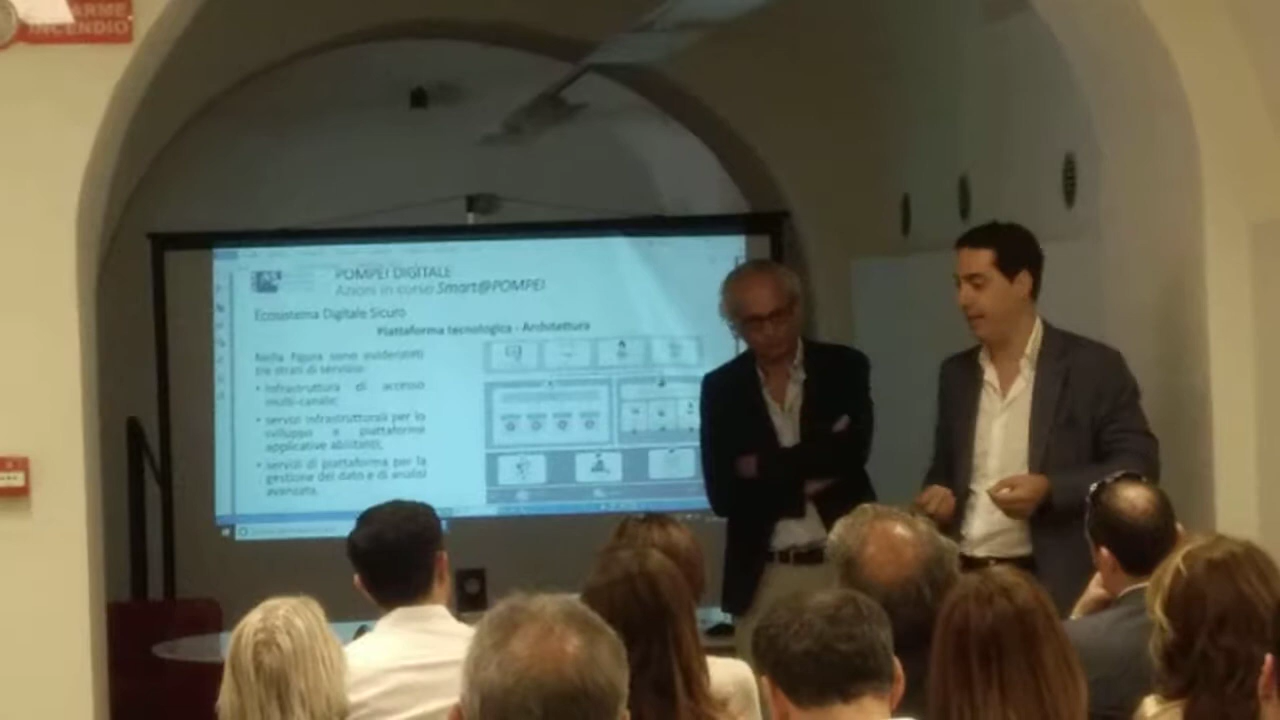 ALLARME
INCENDIO
POMPEI DIGITALE
Azioni in corso Smart@POMPEI
Ecosistema Digitale Sicuro
Piattaforma tecnologica - Architettura
Nella figura sono evidenziati
tre strati di servizio:
• Infrastruttura di accesso
multi-canale;
• servizi infrastrutturali per lo
sviluppo e piattaforme
applicative abilitanti;
• servizi di piattaforma per la
gestione del dato e di analisi
avanzata.